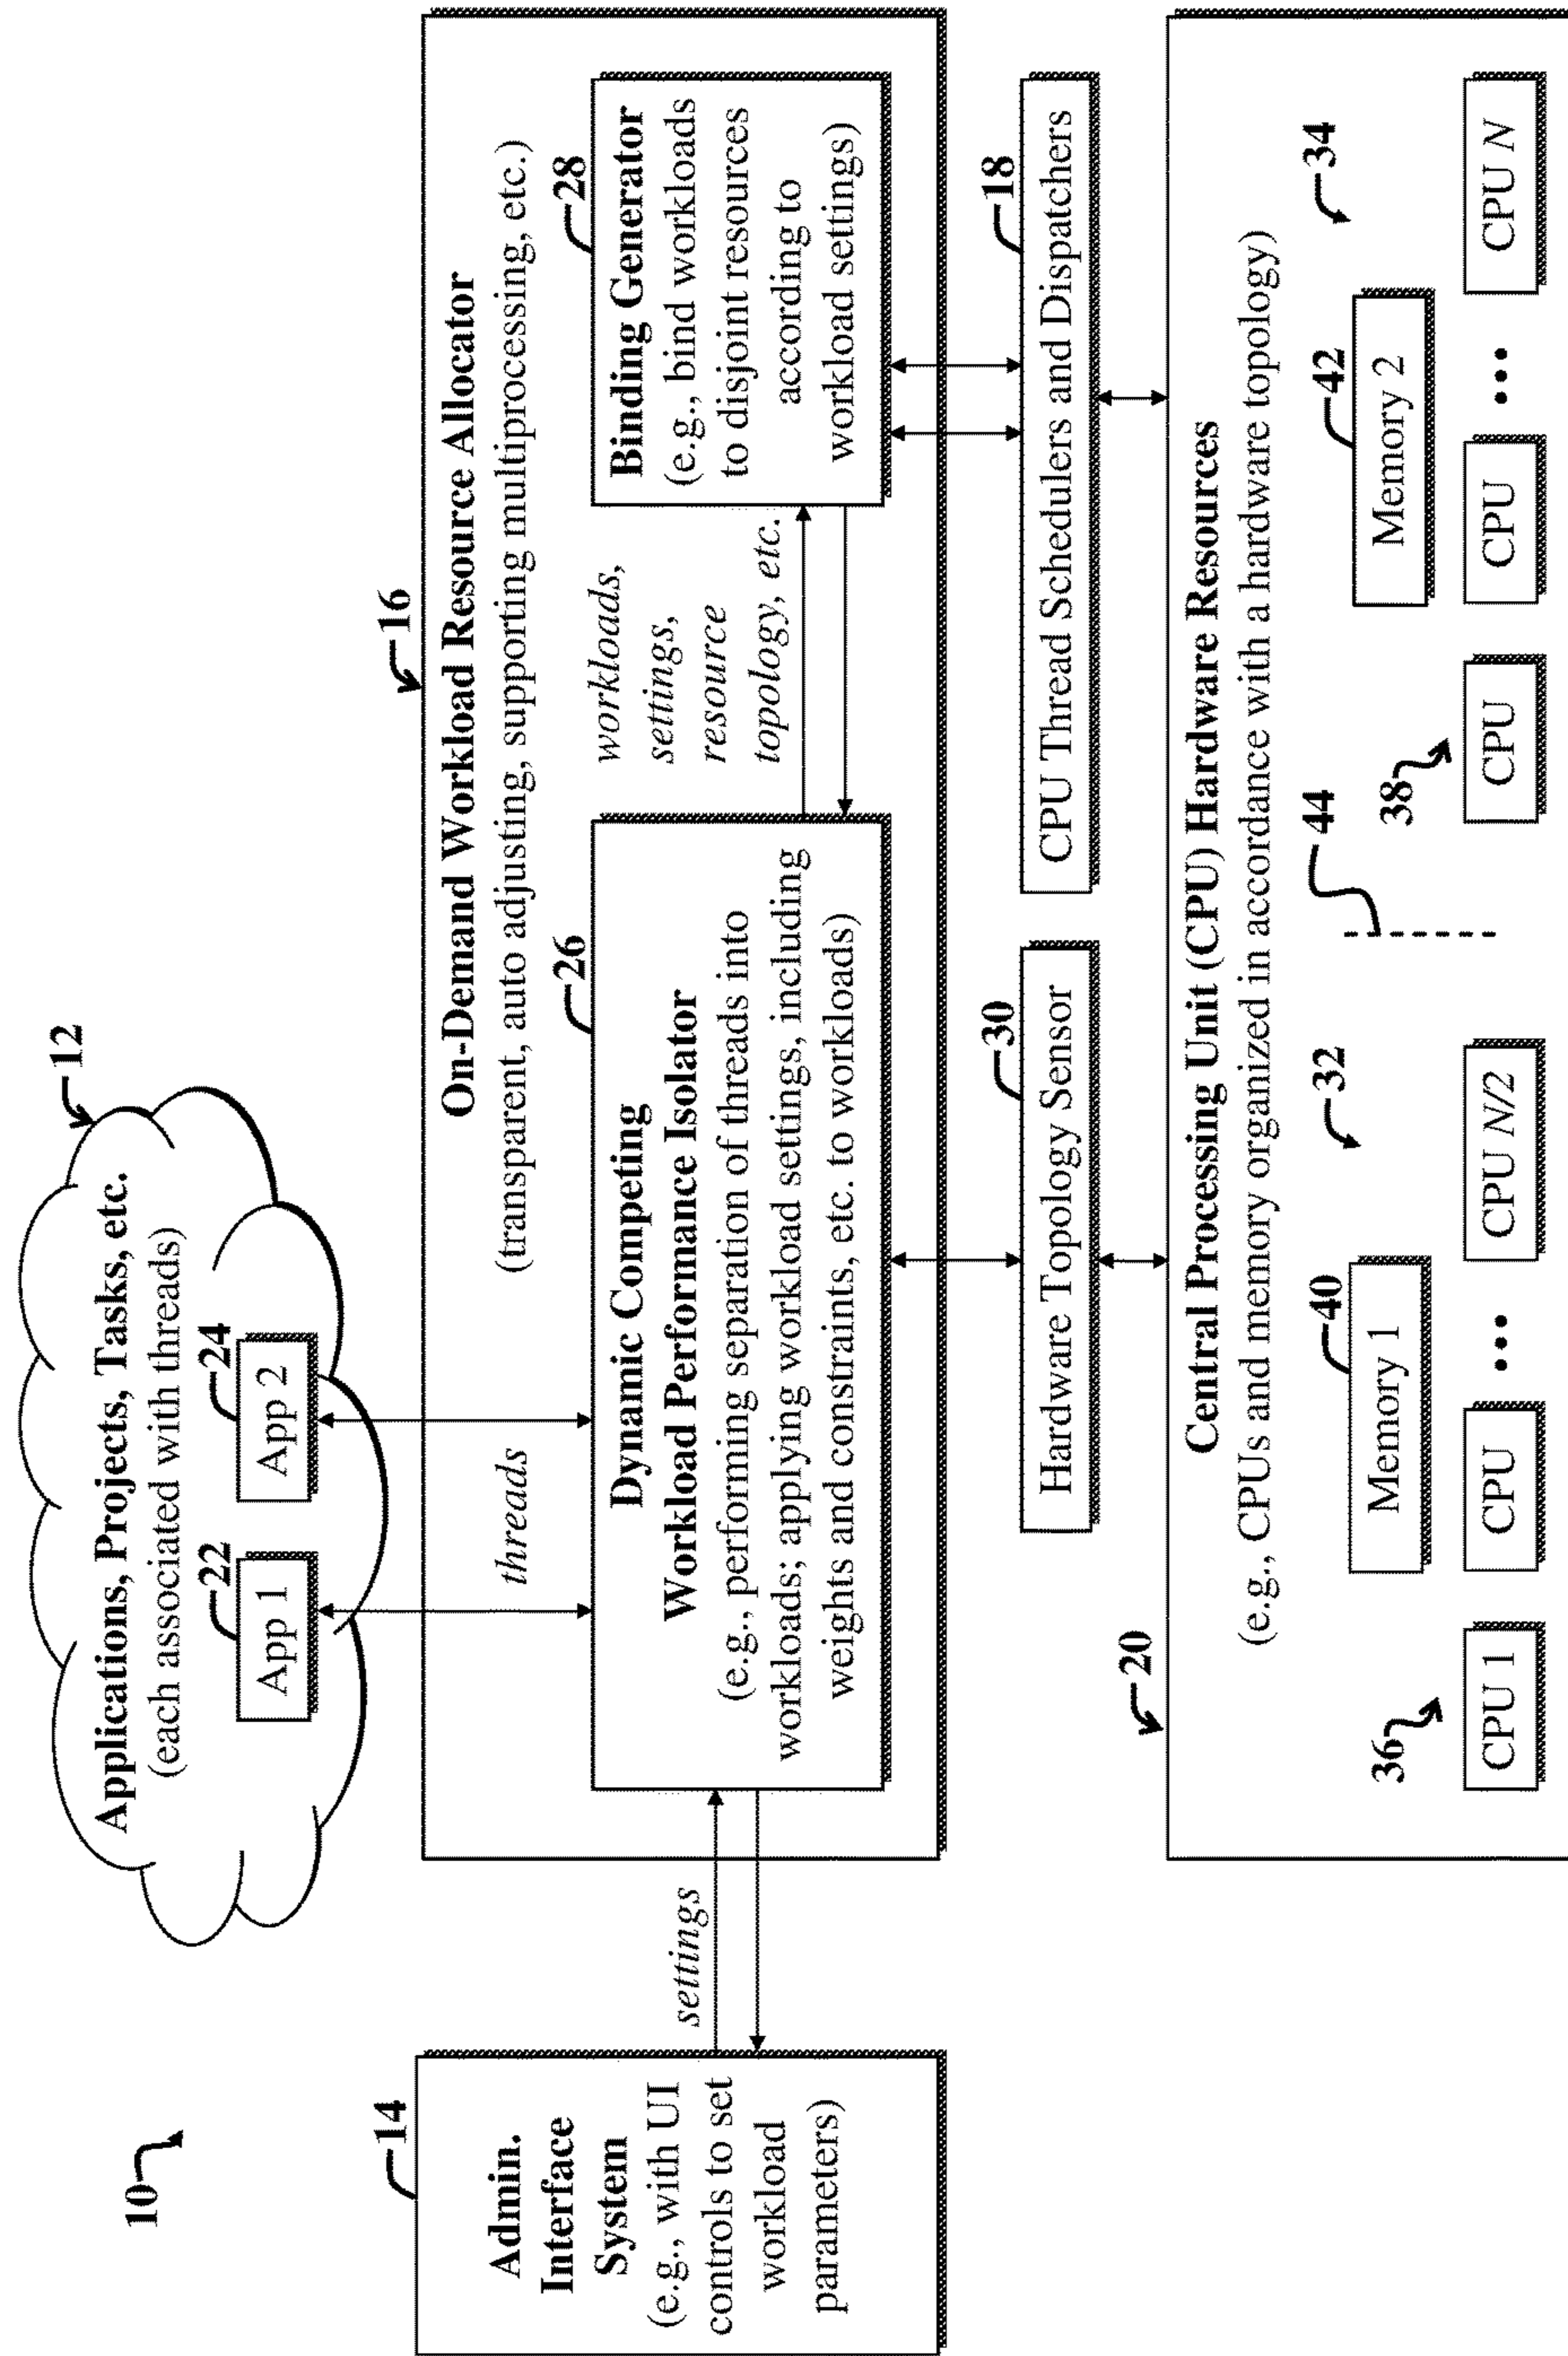 10
12
Applications, Projects, Tasks, etc.
(each associated with threads)
22
App 1
24
App 2
14
Admin.
Interface
System
(e.g., with UI
controls to set
workload
parameters)
settings
threads
16
On-Demand Workload Resource Allocator
(transparent, auto adjusting, supporting multiprocessing, etc.)
26
Dynamic Competing
Workload Performance Isolator
(e.g., performing separation of threads into
workloads; applying workload settings, including
weights and constraints, etc. to workloads)
workloads,
settings,
resource
topology, etc.
28
Binding Generator
(e.g., bind workloads
to disjoint resources
according to
workload settings)
30
Hardware Topology Sensor
18
CPU Thread Schedulers and Dispatchers
20
Central Processing Unit (CPU) Hardware Resources
(e.g., CPUs and memory organized in accordance with a hardware topology)
36
40
Memory 1
32
44
38
42
Memory 2
34
CPU 1
CPU
...
CPU N/2
CPU
CPU
...
CPU N